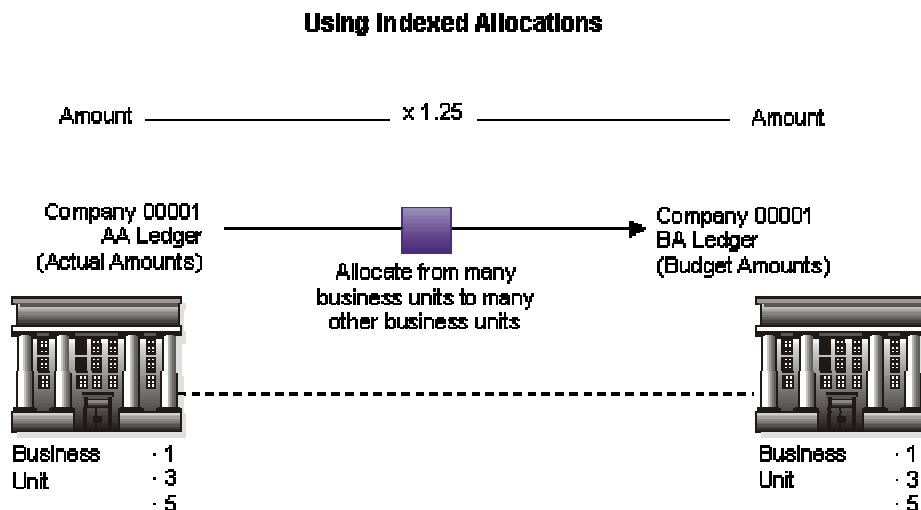 Using Indexed Allocations
Amount x 1.25 Amount
Company 00001
AA Ledger
(Actual Amounts)
Allocate from many
business units to many
other business units
Company 00001
BA Ledger
(Budget Amounts)
Business · 1
Unit · 3
· 5
Business · 1
Unit · 3
· 5